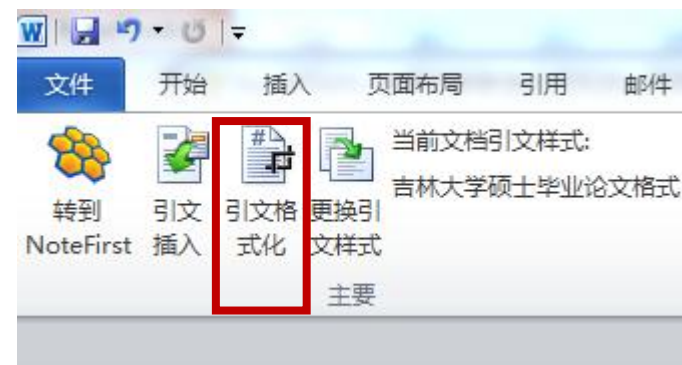 文件 开始 插入 页面布局 引用 邮件
当前文档引文样式:
吉林大学硕士毕业论文格式
转到 引文 引文格 更换引
NoteFirst 插入 式化 文样式
主要